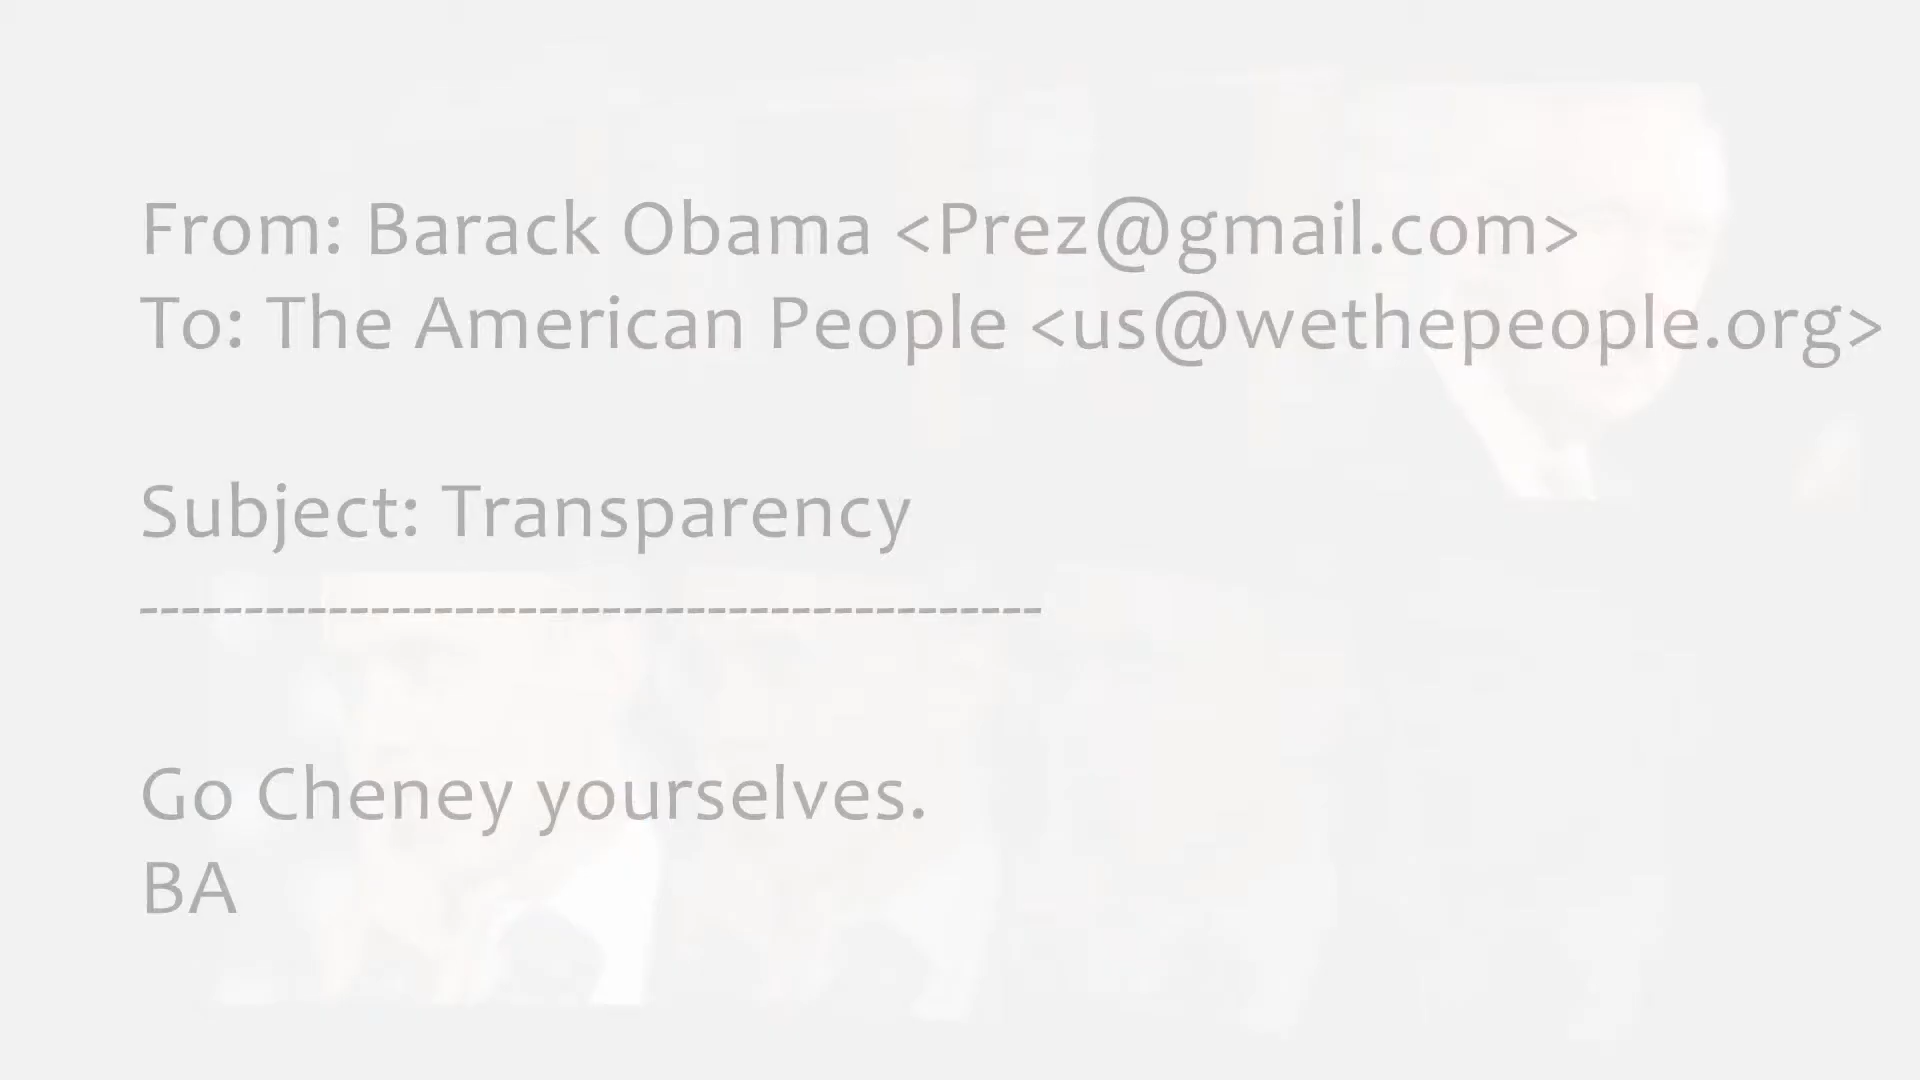 From: Barack Obama <Prez@gmail.com>
To: The American People <us@wethepeople.org>
Subject: Transparency
-------------------------------------------
Go Cheney yourselves.
BA